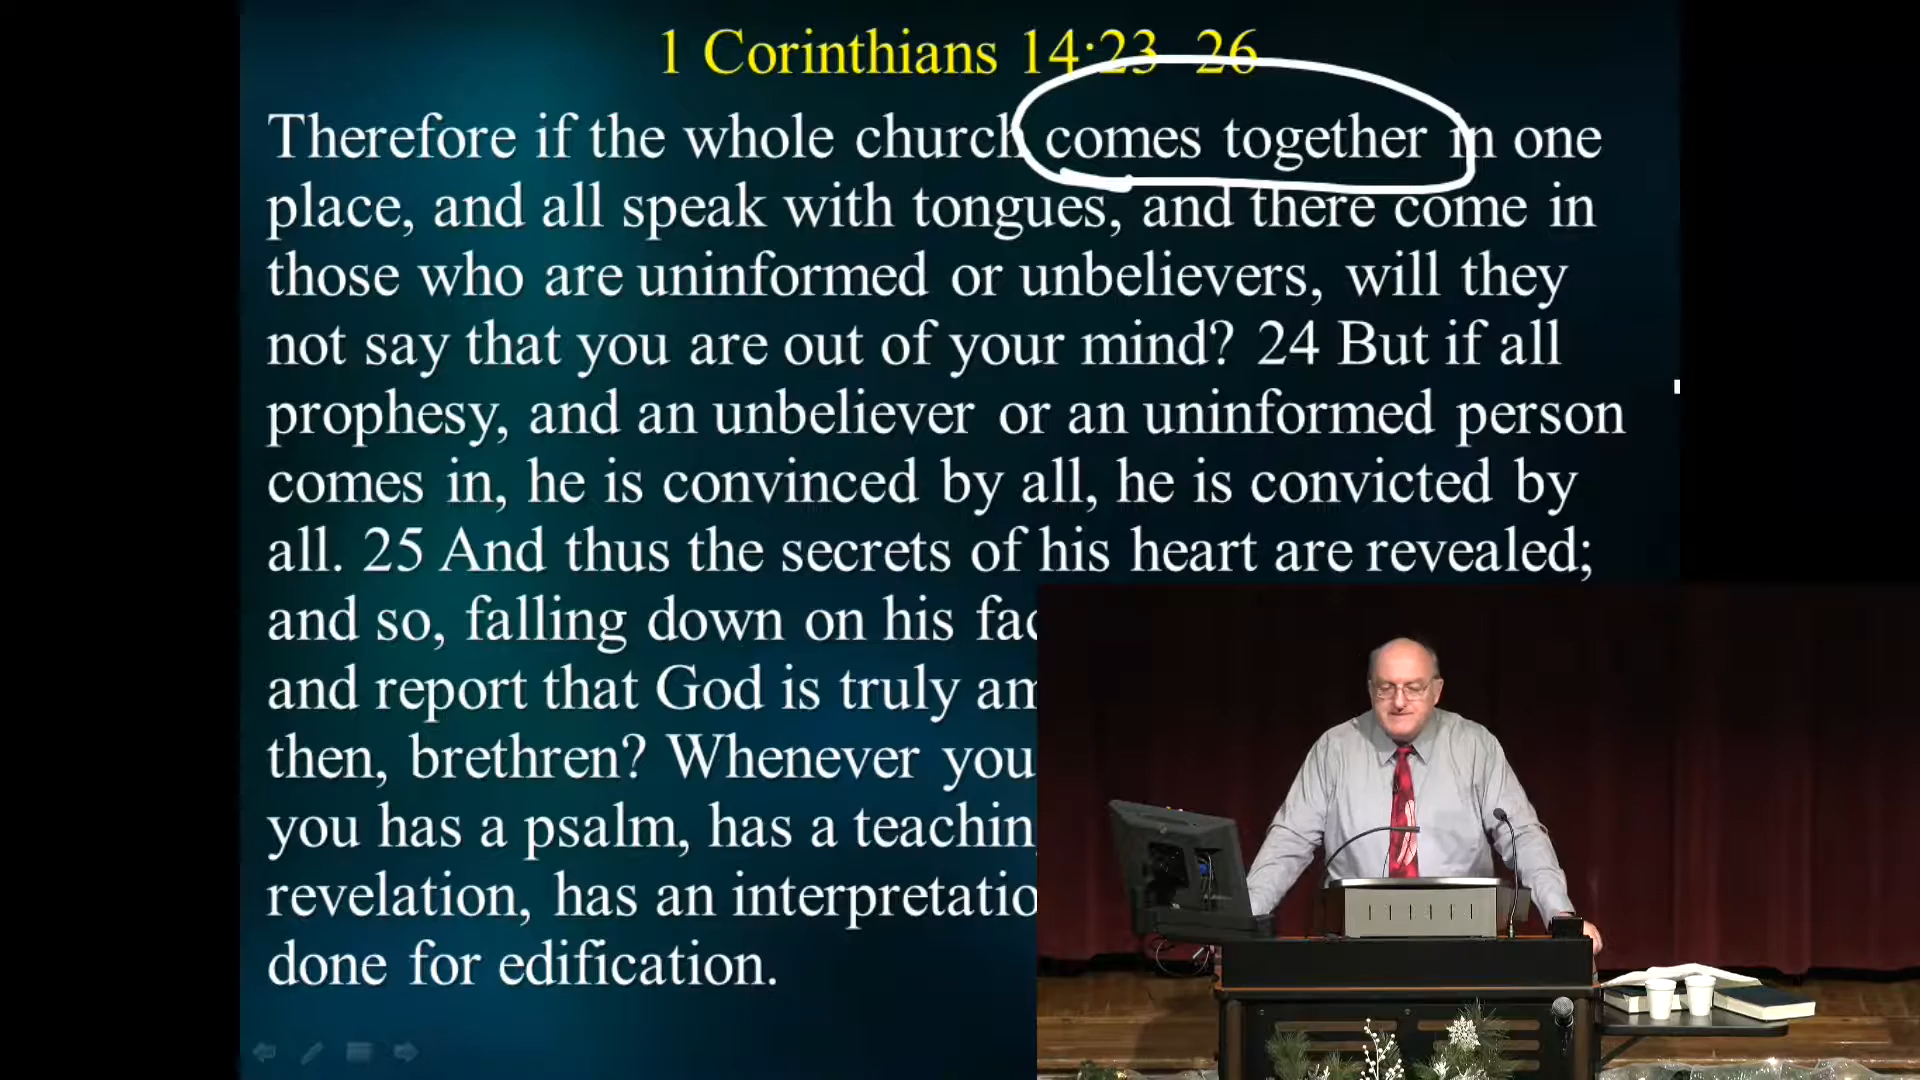 1 Corinthians 14:23-26
Therefore if the whole church comes together in one
place, and all speak with tongues, and there come in
those who are uninformed or unbelievers, will they
not say that you are out of your mind? 24 But if all
prophesy, and an unbeliever or an uninformed person
comes in, he is convinced by all, he is convicted by
all. 25 And thus the secrets of his heart are revealed;
and so, falling down on his
and report that God is truly
then, brethren? Whenever you
you has a psalm, has a
revelation, has an
done for edification.